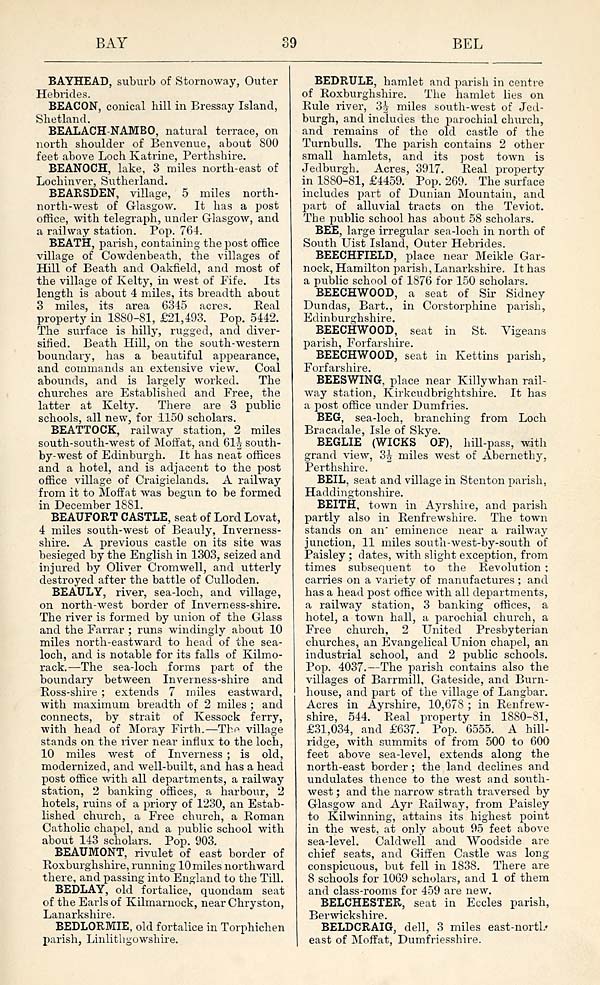 BAY 39 BEL
BAYHEAD, suburb of Stornoway, Outer
Hebrides.
BEACON, conical hill in Bressay Island,
Shetland.
BEALACH-NAMBO, natural terrace, on
north shoulder of Benvenue, about 800
feet above Loch Katrine, Perthshire.
BEANOCH, lake, 3 miles north-east of
Lochinver, Sutherland.
BEARSDEN, village, 5 miles north-
north-west of Glasgow. It has a post
office, with telegraph, under Glasgow, and
a railway station. Pop. 764.
BEATH, parish, containing the post office
village of Cowdenbeath, the villages of
Hill of Beath and Oakfield, and most of
the village of Kelty, in west of Fife. Its
length is about 4 miles, its breadth about
3 miles, its area 6345 acres. Real
property in 1880-81, £21,493. Pop. 5442.
The surface is hilly, rugged, and diver-
sified. Beath Hill, on the south-western
boundary, has a beautiful appearance,
and commands an extensive view. Coal
abounds, and is largely worked. The
churches are Established and Free, the
latter at Kelty. There are 3 public
schools, all new, for 1150 scholars.
BEATTOCK, railway station, 2 miles
south-south-west of Moffat, and 61½ south-
by-west of Edinburgh. It has neat offices
and a hotel, and is adjacent to the post
office village of Craigielands. A railway
from it to Moffat was begun to be formed
in December 1881.
BEAUFORT CASTLE, seat of Lord Lovat,
4 miles south-west of Beauly, Inverness-
shire. A previous castle on its site was
besieged by the English in 1303, seized and
injured by Oliver Cromwell, and utterly
destroyed after the battle of Culloden.
BEAULY, river, sea-loch, and village,
on north-west border of Inverness-shire.
The river is formed by union of the Glass
and the Farrar ; runs windingly about 10
miles north-eastward to head of the sea-
loch, and is notable for its falls of Kilmo-
rack.—The sea-loch forms part of the
boundary between Inverness-shire and
Ross-shire ; extends 7 miles eastward,
with maximum breadth of 2 miles ; and
connects, by strait of Kessock ferry,
with head of Moray Firth.—The village
stands on the river near influx to the loch,
10 miles west of Inverness ; is old,
modernized, and well-built, and has a head
post office with all departments, a railway
station, 2 banking offices, a harbour, 2
hotels, ruins of a priory of 1230, an Estab-
lished church, a Free church, a Roman
Catholic chapel, and a public school with
about 143 scholars. Pop. 903.
BEAUMONT, rivulet of east border of
Roxburghshire, running 10 miles northward
there, and passing into England to the Till.
BEDLAY, old fortalice, quondam seat
of the Earls of Kilmarnock, near Chryston,
Lanarkshire.
BEDLORMIE, old fortalice in Torphichen
parish, Linlithgowshire.
BEDRULE, hamlet and parish in centre
of Roxburghshire. The hamlet lies on
Rule river, 3½ miles south-west of Jed-
burgh, and includes the parochial church,
and remains of the old castle of the
Turnbulls. The parish contains 2 other
small hamlets, and its post town is
Jedburgh. Acres, 3917. Real property
in 1880-81, £4459. Pop. 269. The surface
includes part of Dunian Mountain, and
part of alluvial tracts on the Teviot.
The public school has about 58 scholars.
BEE, large irregular sea-loch in north of
South Uist Island, Outer Hebrides.
BEECHFIELD, place near Meikle Gar-
nock, Hamilton parish, Lanarkshire. It has
a public school of 1876 for 150 scholars.
BEECHWOOD, a seat of Sir Sidney
Dundas, Bart., in Corstorphine parish,
Edinburghshire.
BEECHWOOD, seat in St. Vigeans
parish, Forfarshire.
BEECHWOOD, seat in Kettins parish,
Forfarshire.
BEESWING, place near Killywhan rail-
way station, Kirkcudbrightshire. It has
a post office under Dumfries.
BEG, sea-loch, branching from Loch
Bracadale, Isle of Skye.
BEGLIE (WICKS OF), hill-pass, with
grand view, 3½ miles west of Abernethy,
Perthshire.
BEIL, seat and village in Stenton parish,
Haddingtonshire.
BEITH, town in Ayrshire, and parish
partly also in Renfrewshire. The town
stands on an eminence near a railway
junction, 11 miles south-west-by-south of
Paisley ; dates, with slight exception, from
times subsequent to the Revolution ;
carries on a variety of manufactures ; and
has a head post office with all departments,
a railway station, 3 banking offices, a
hotel, a town hall, a parochial church, a
Free church, 2 United Presbyterian
churches, an Evangelical Union chapel, an
industrial school, and 2 public schools.
Pop. 4037.—The parish contains also the
villages of Barrmill, Gateside, and Burn-
house, and part of the village of Langbar.
Acres in Ayrshire, 10,678 ; in Renfrew-
shire, 544. Real property in 1880-81,
£31,034, and £637. Pop. 6555. A hill-
ridge, with summits of from 500 to 600
feet above sea-level, extends along the
north-east border ; the land declines and
undulates thence to the west and south-
west ; and the narrow strath traversed by
Glasgow and Ayr Railway, from Paisley
to Kilwinning, attains its highest point
in the west, at only about 95 feet above
sea-level. Caldwell and Woodside are
chief seats, and Giffen Castle was long
conspicuous, but fell in 1838. There are
8 schools for 1069 scholars, and 1 of them
and class-rooms for 459 are new.
BELCHESTER, seat in Eccles parish,
Berwickshire.
BELDCRAIG, dell, 3 miles east-north-
east of Moffat, Dumfriesshire.